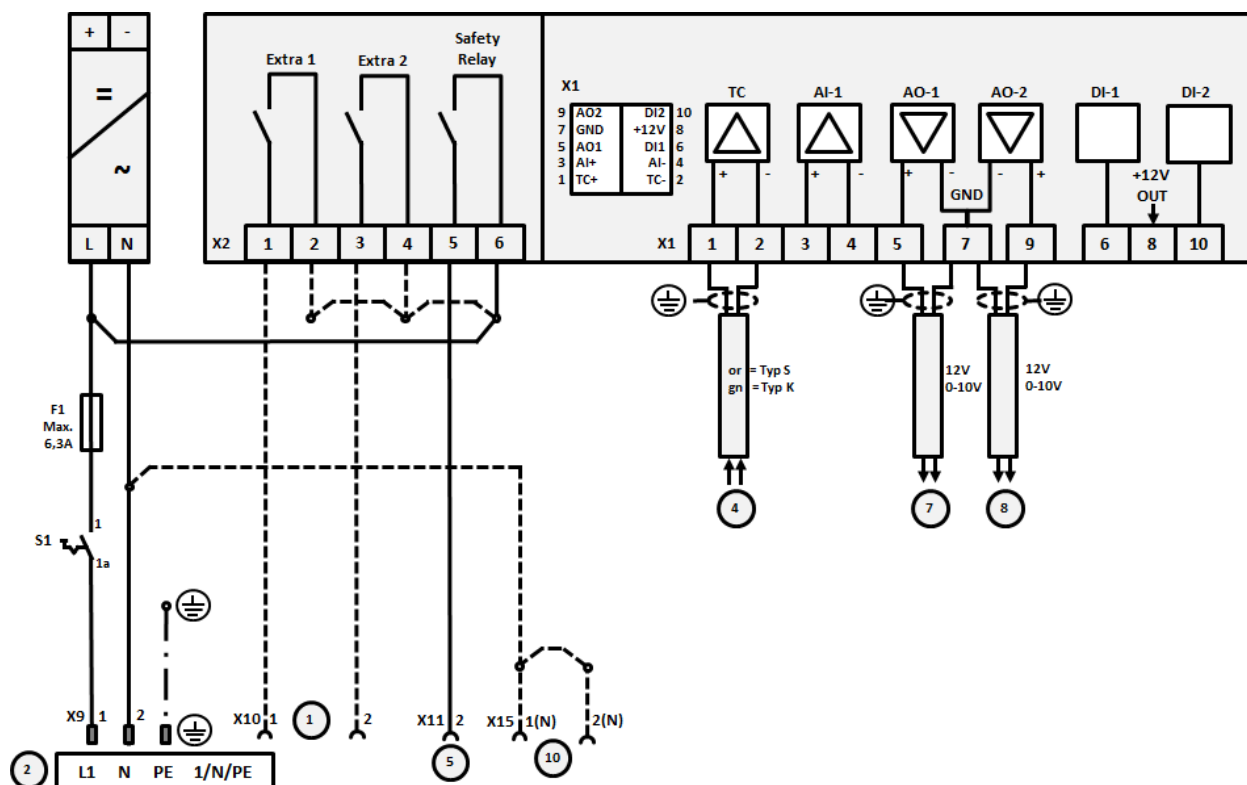 + -
=
~
L N
Extra 1 Extra 2
Safety
Relay
X2 1 2 3 4 5 6
X1
9 AO2 DI2 10
7 GND +12V 8
5 AO1 DI1 6
3 AI+ AI- 4
1 TC+ TC- 2
TC AI-1 AO-1 AO-2 DI-1 DI-2
+ - + - + - - +
GND
+12V
OUT
X1 1 2 3 4 5 7 9 6 8 10
or = Typ S
gn = Typ K
12V
0-10V
12V
0-10V
4 7 8
F1
Max.
6,3A
S1
1
1a
X9 1 2
X10 1 1 2
X11 2
X15 1(N) 2(N)
5 10
2
L1 N PE 1/N/PE